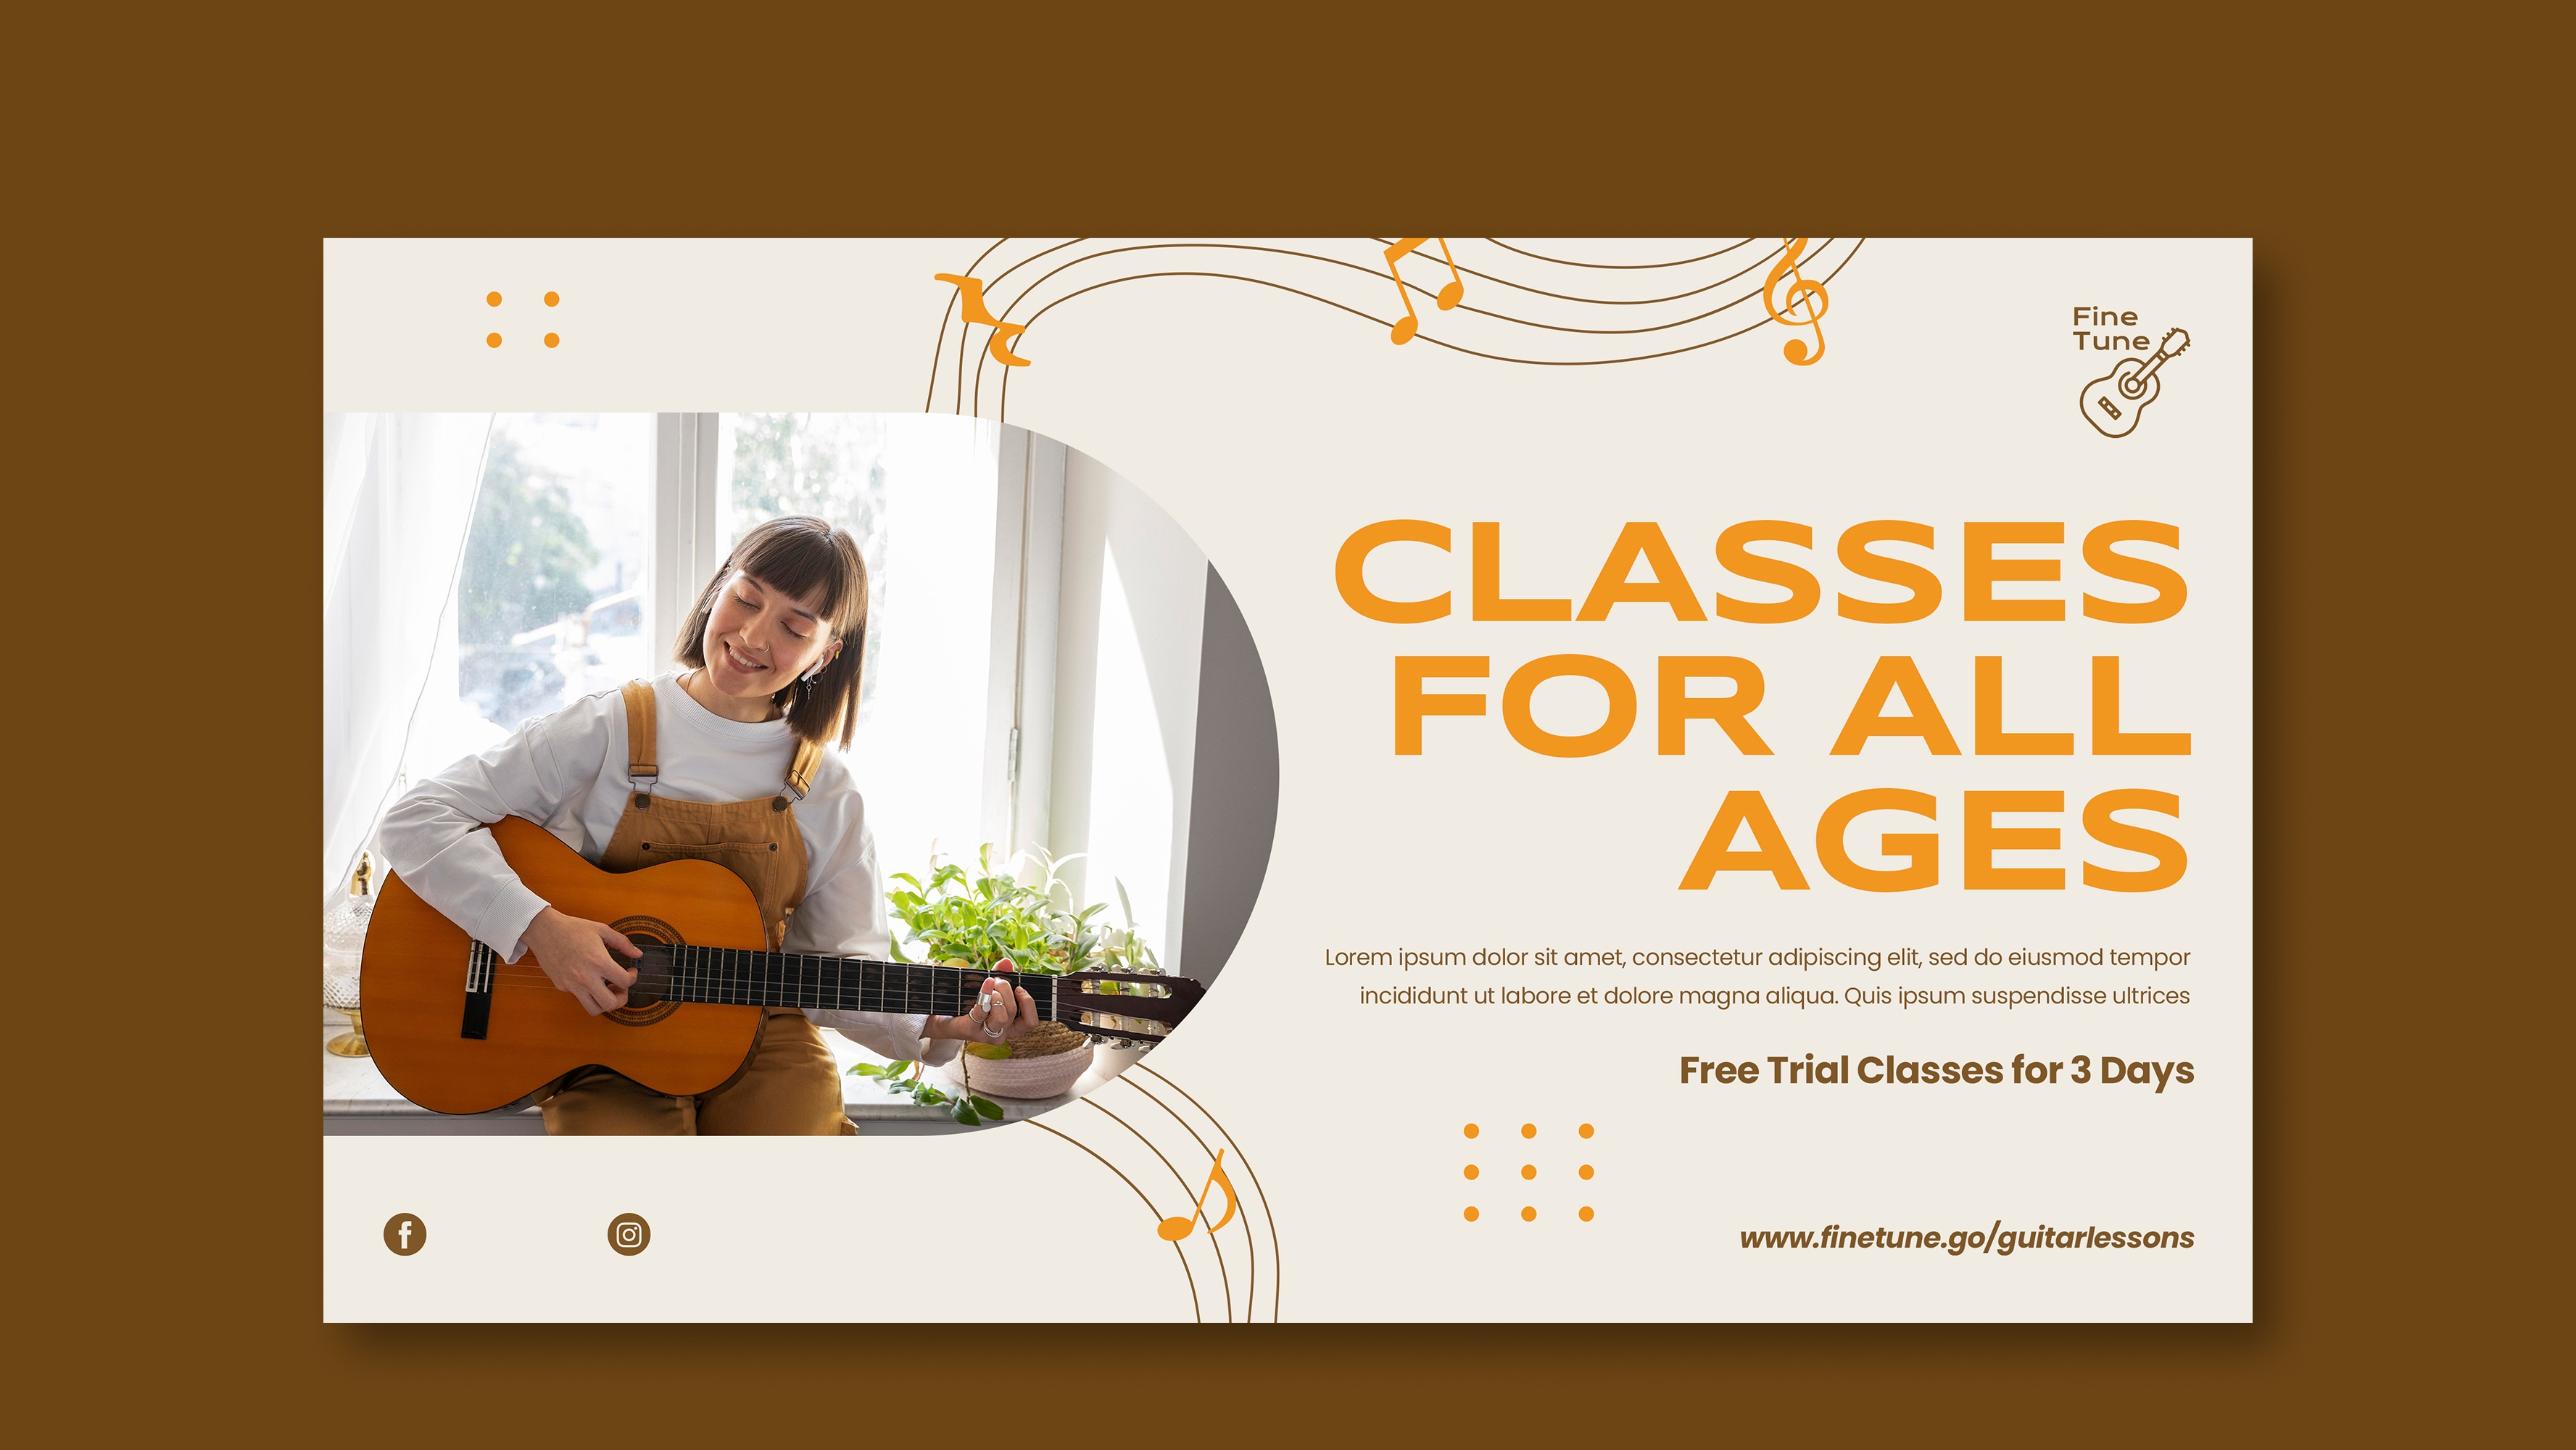 Fine
Tune
CLASSES
FOR ALL
AGES
Lorem ipsum dolor sit amet, consectetur adipiscing elit, sed do eiusmod tempor
incididunt ut labore et dolore magna aliqua. Quis ipsum suspendisse ultrices
Free Trial Classes for 3 Days
www.finetune.go/guitarlessons